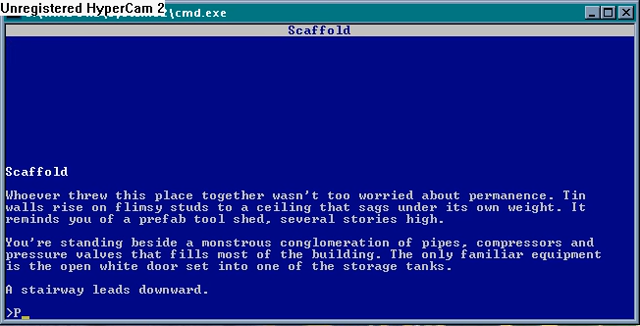 Unregistered HyperCam 2
\cmd.exe
Scaffold
Scaffold
Whoever threw this place together wasn't too worried about permanence. Tin
walls rise on flimsy studs to a ceiling that sags under its own weight. It
reminds you of a prefab tool shed, several stories high.
You're standing beside a monstrous conglomeration of pipes, compressors and
pressure valves that fills most of the building. The only familiar equipment
is the open white door set into one of the storage tanks.
A stairway leads downward.
>P_